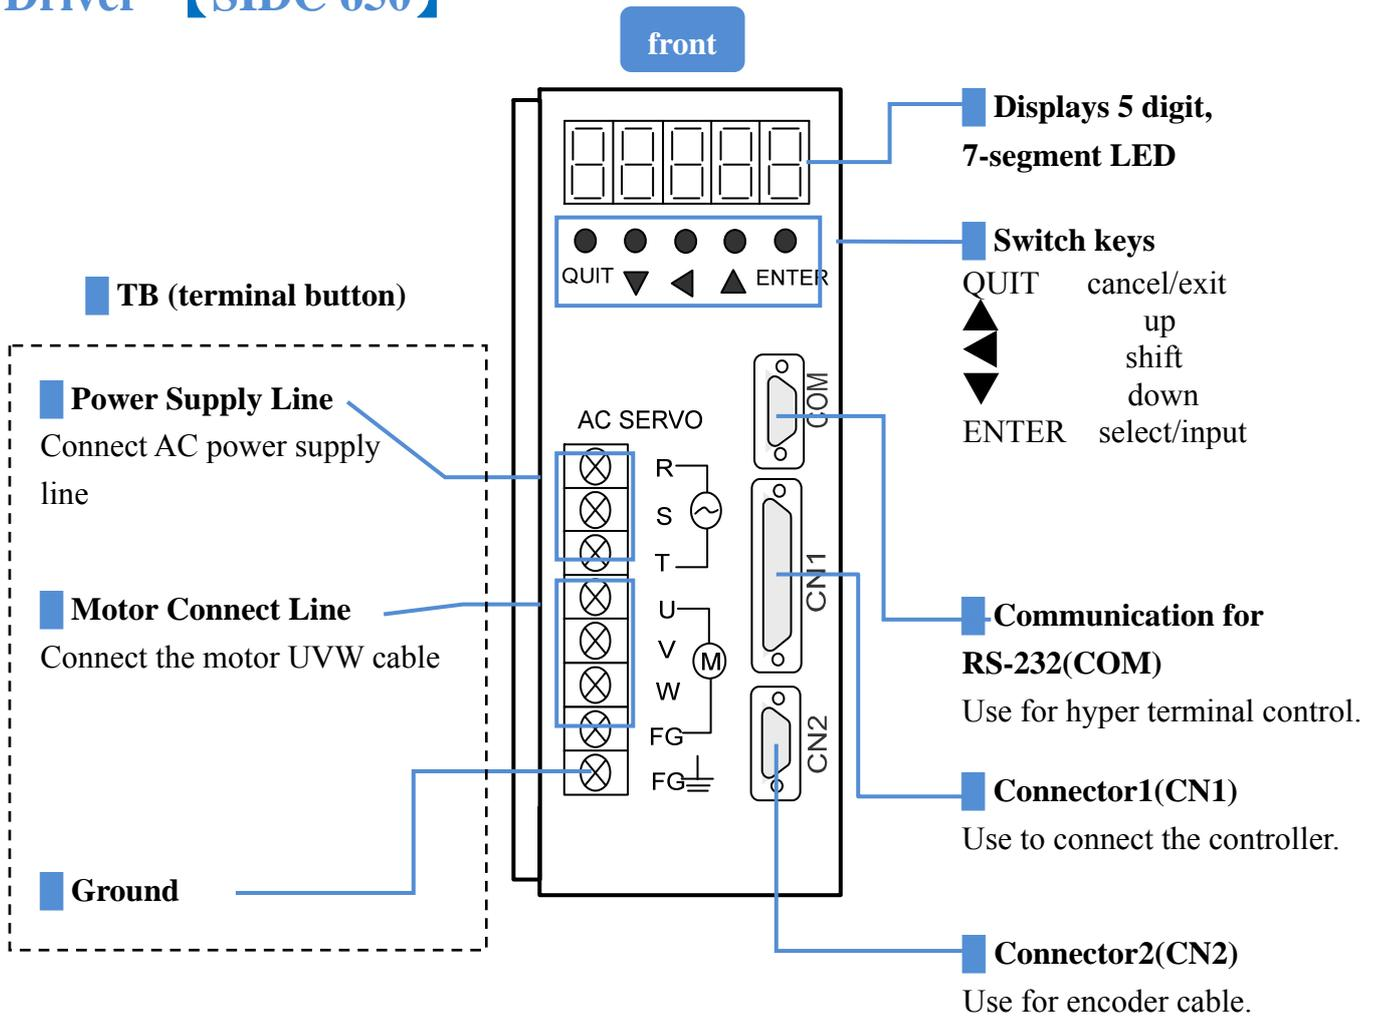 Driver 【SIDC 650】
front
Displays 5 digit,
7-segment LED
QUIT ▼ ◀ ▲ ENTER
Switch keys
QUIT cancel/exit
▲ up
◀ shift
▼ down
ENTER select/input
TB (terminal button)
Power Supply Line
Connect AC power supply
line
Motor Connect Line
Connect the motor UVW cable
Ground
AC SERVO
R
S
T
U
V
M
W
FG
FG
COM
CN1
CN2
Communication for
RS-232(COM)
Use for hyper terminal control.
Connector1(CN1)
Use to connect the controller.
Connector2(CN2)
Use for encoder cable.